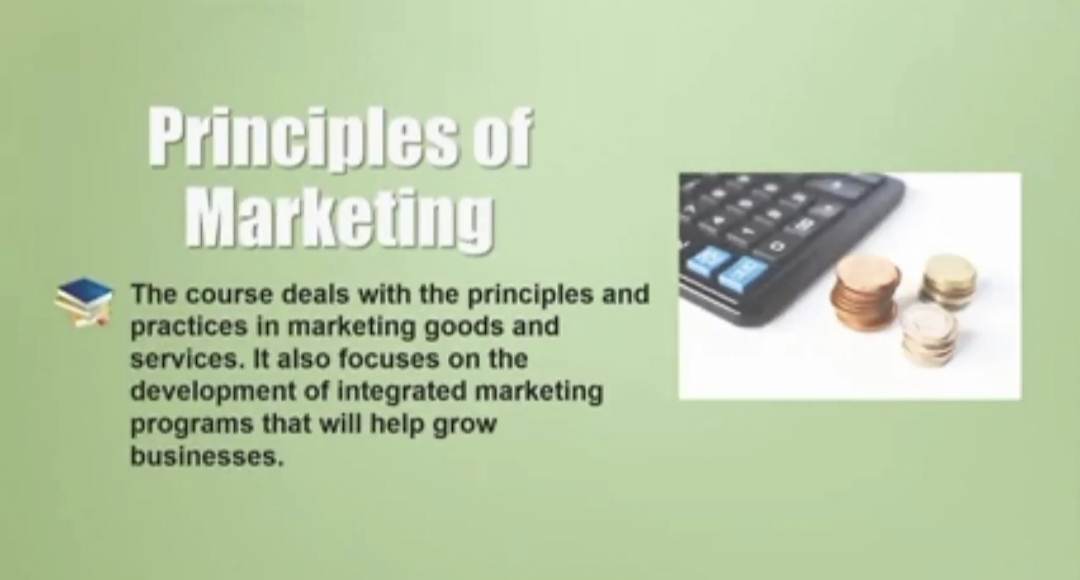 Principles of
Marketing
The course deals with the principles and
practices in marketing goods and
services. It also focuses on the
development of integrated marketing
programs that will help grow
businesses.